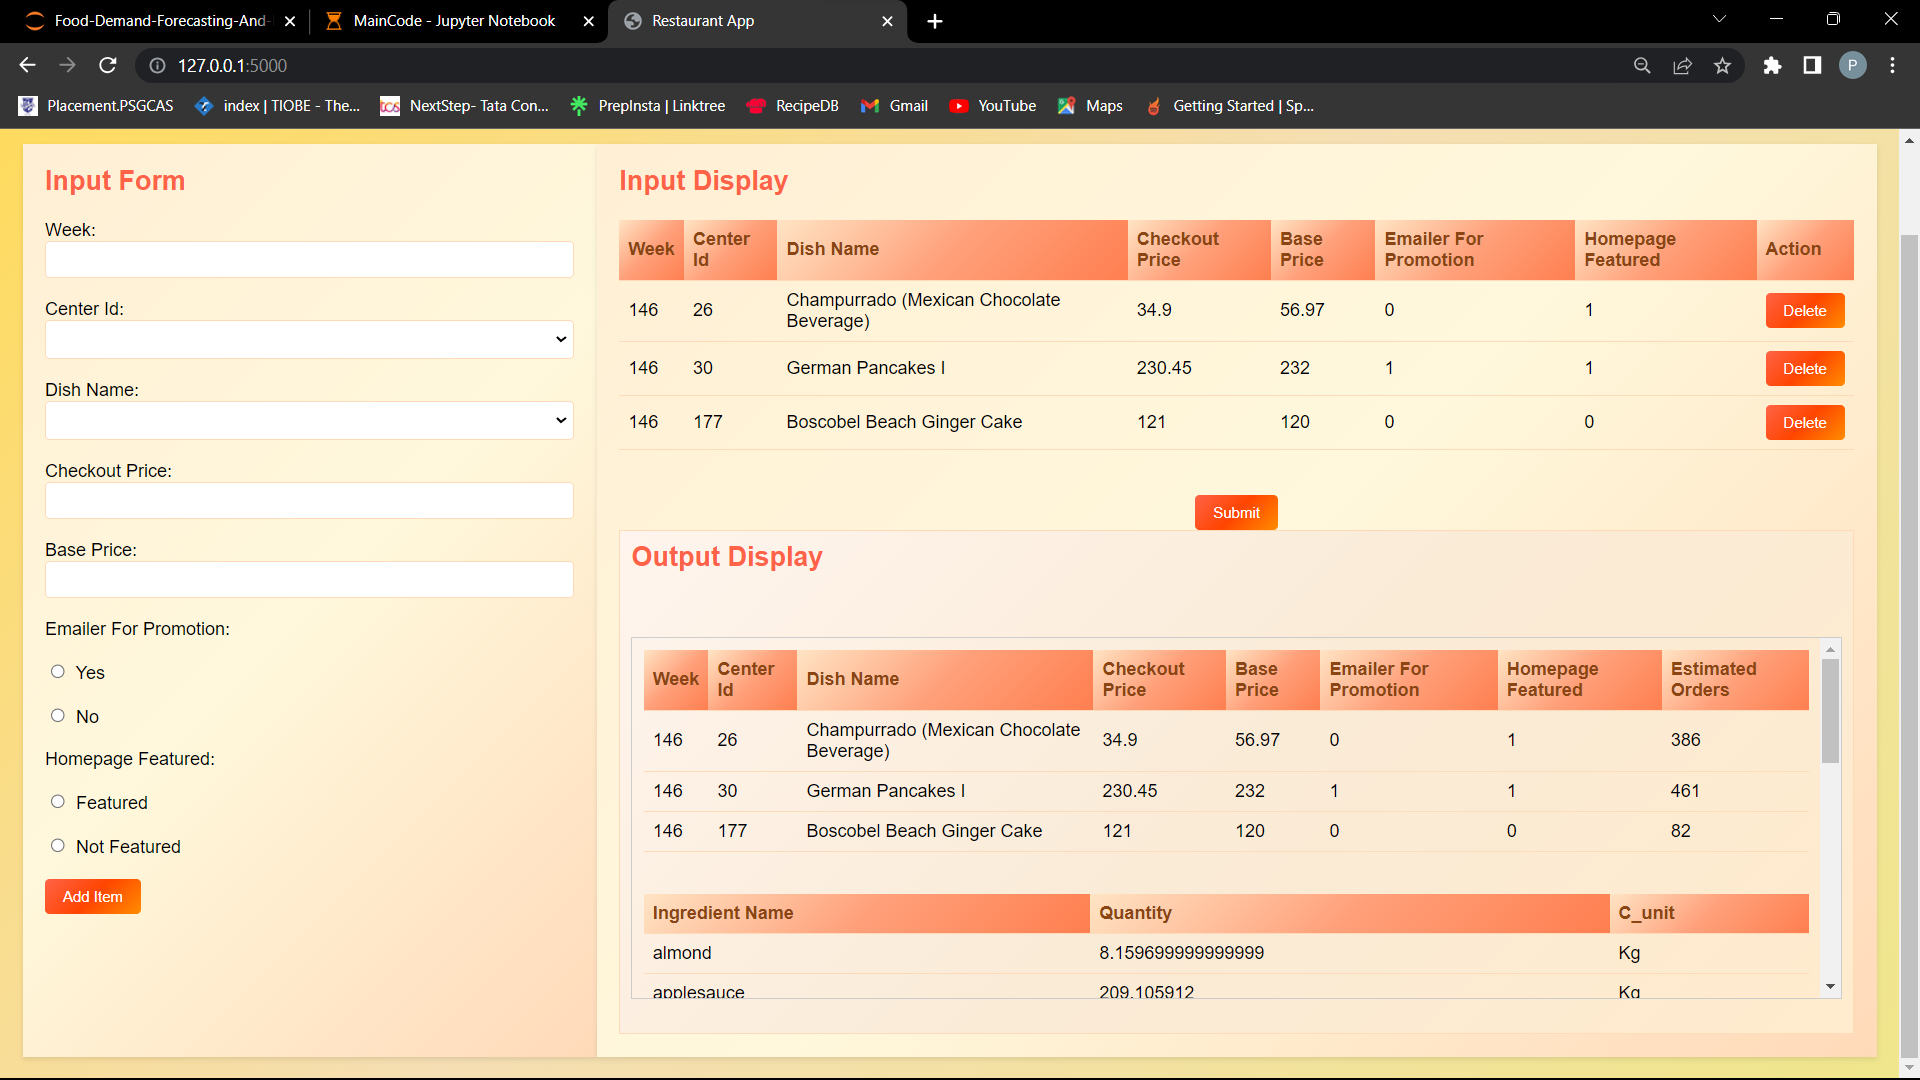 Food-Demand-Forecasting-And-
MainCode - Jupyter Notebook
Restaurant App
127.0.0.1:5000
P
Placement.PSGCAS
index | TIOBE - The...
tcs
NextStep- Tata Con...
PrepInsta | Linktree
RecipeDB
Gmail
YouTube
Maps
Getting Started | Sp...
Input Form
Week:
Center Id:
Dish Name:
Checkout Price:
Base Price:
Emailer For Promotion:
Yes
No
Homepage Featured:
Featured
Not Featured
Add Item
Input Display
Week Center Id Dish Name Checkout Price Base Price Emailer For Promotion Homepage Featured Action
146 26 Champurrado (Mexican Chocolate Beverage) 34.9 56.97 0 1 Delete
146 30 German Pancakes I 230.45 232 1 1 Delete
146 177 Boscobel Beach Ginger Cake 121 120 0 0 Delete
Submit
Output Display
Week Center Id Dish Name Checkout Price Base Price Emailer For Promotion Homepage Featured Estimated Orders
146 26 Champurrado (Mexican Chocolate Beverage) 34.9 56.97 0 1 386
146 30 German Pancakes I 230.45 232 1 1 461
146 177 Boscobel Beach Ginger Cake 121 120 0 0 82
Ingredient Name Quantity C_unit
almond 8.159699999999999 Kg
applesauce 209.105912 Kg